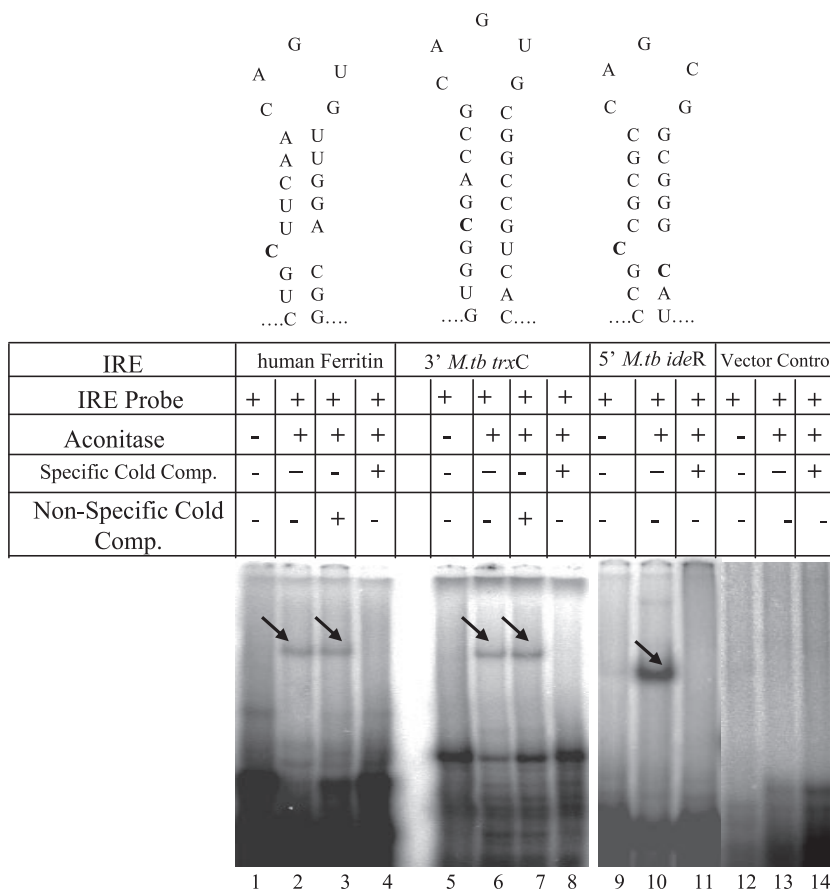 G
G A U G
A U A C
C G
C G G C C G
A U C G G G
A U C G C C
C G A C G G
U G G C C G
U A C G C G
C G U C
G C G C G C
U G U A C A
....C G.... ....G C.... ....C U....
IRE human Ferritin 3’ M.tb trxC 5’ M.tb ideR Vector Control
IRE Probe + + + + + + + + + + + + + +
Aconitase - + + + - + + + - + + - + +
Specific Cold Comp. - – - + - – - + - – + - – +
Non-Specific Cold Comp. - - + - - - + - - - - - - -
1 2 3 4 5 6 7 8 9 10 11 12 13 14